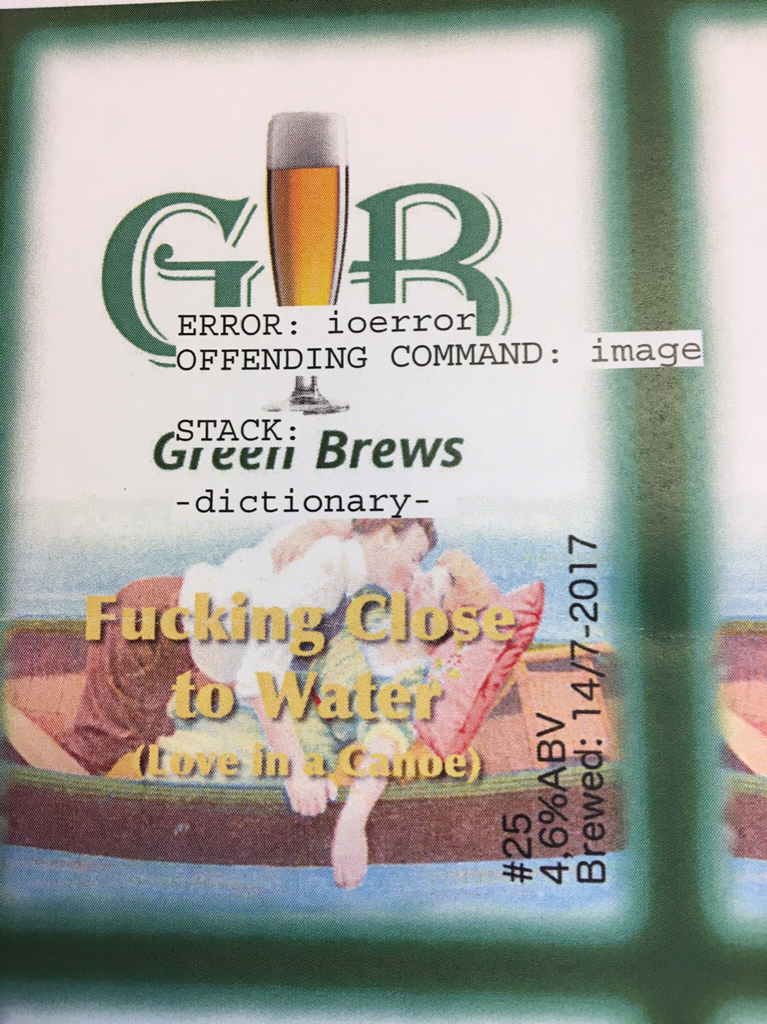 GB
ERROR: ioerror
OFFENDING COMMAND: image
STACK:
Green Brews
-dictionary-
Fucking Close
to Water
(Love in a Canoe)
#25
4,6%ABV
Brewed: 14/7-2017